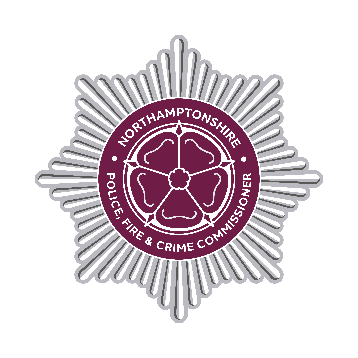 NORTHAMPTONSHIRE
POLICE, FIRE & CRIME COMMISSIONER